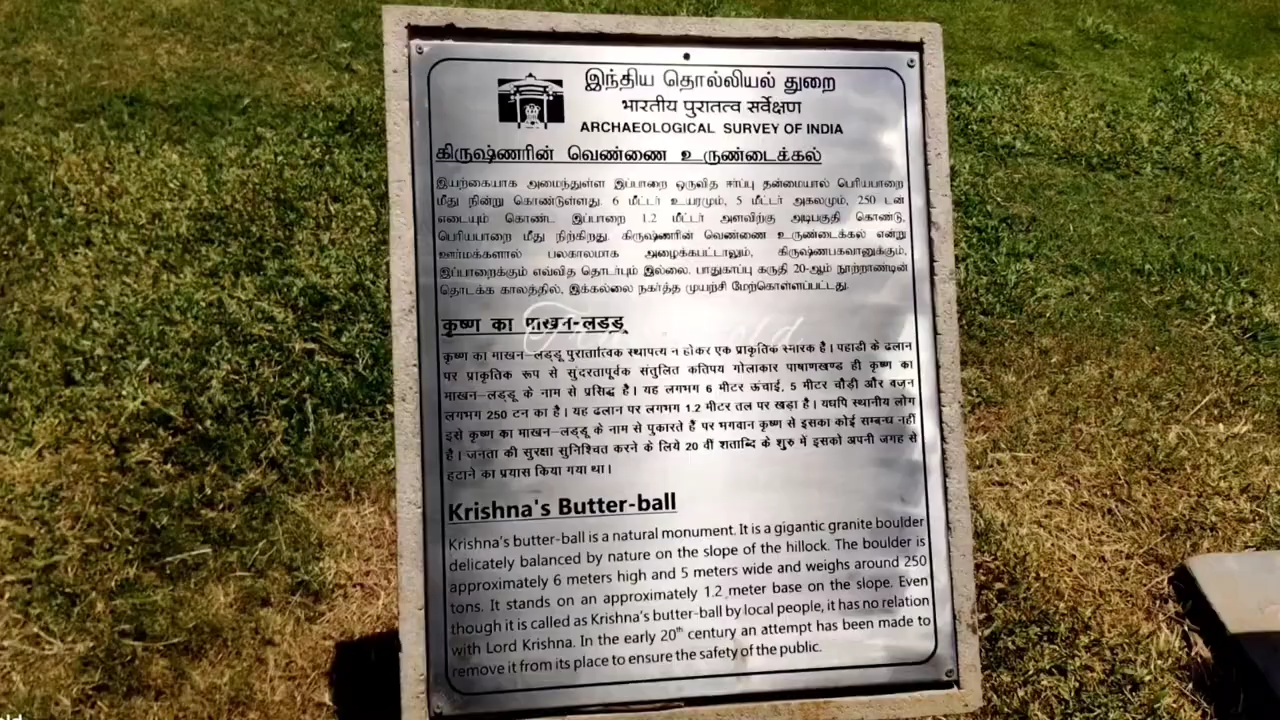 இந்திய தொல்லியல் துறை
भारतीय पुरातत्व सर्वेक्षण
ARCHAEOLOGICAL SURVEY OF INDIA
கிருஷ்ணரின் வெண்ணை உருண்டைக்கல்
இயற்கையாக அமைந்துள்ள இப்பாறை ஒருவித ஈர்ப்பு தன்மையால் பெரியபாறை
மீது நின்று கொண்டுள்ளது. 6 மீட்டர் உயரமும், 5 மீட்டர் அகலமும், 250 டன்
எடையும் கொண்ட இப்பாறை 1.2 மீட்டர் அளவிற்கு அடிபகுதி கொண்டு,
பெரியபாறை மீது நிற்கிறது. கிருஷ்ணரின் வெண்ணை உருண்டைக்கல் என்று
ஊர்மக்களால் பலகாலமாக அழைக்கபட்டாலும், கிருஷ்ணபகவானுக்கும்,
இப்பாறைக்கும் எவ்வித தொடர்பும் இல்லை. பாதுகாப்பு கருதி 20-ஆம் நூற்றாண்டின்
தொடக்க காலத்தில், இக்கல்லை நகர்த்த முயற்சி மேற்கொள்ளப்பட்டது.
कृष्ण का माखन-लड्डू
कृष्ण का माखन-लड्डू पुरातात्विक स्थापत्य न होकर एक प्राकृतिक स्मारक है। पहाडी के ढलान
पर प्राकृतिक रूप से सुंदरतापूर्वक संतुलित कतिपय गोलाकार पाषाणखण्ड ही कृष्ण का
माखन-लड्डू के नाम से प्रसिद्ध है। यह लगभग 6 मीटर ऊंचाई, 5 मीटर चौड़ी और वजन
लगभग 250 टन का है। यह ढलान पर लगभग 1.2 मीटर तल पर खड़ा है। यघपि स्थानीय लोग
इसे कृष्ण का माखन-लड्डू के नाम से पुकारते हैं पर भगवान कृष्ण से इसका कोई सम्बन्ध नहीं
है। जनता की सुरक्षा सुनिश्चित करने के लिये 20 वीं शताब्दि के शुरु में इसको अपनी जगह से
हटाने का प्रयास किया गया था।
Krishna's Butter-ball
Krishna's butter-ball is a natural monument. It is a gigantic granite boulder
delicately balanced by nature on the slope of the hillock. The boulder is
approximately 6 meters high and 5 meters wide and weighs around 250
tons. It stands on an approximately 1.2 meter base on the slope. Even
though it is called as Krishna's butter-ball by local people, it has no relation
with Lord Krishna. In the early 20th century an attempt has been made to
remove it from its place to ensure the safety of the public.